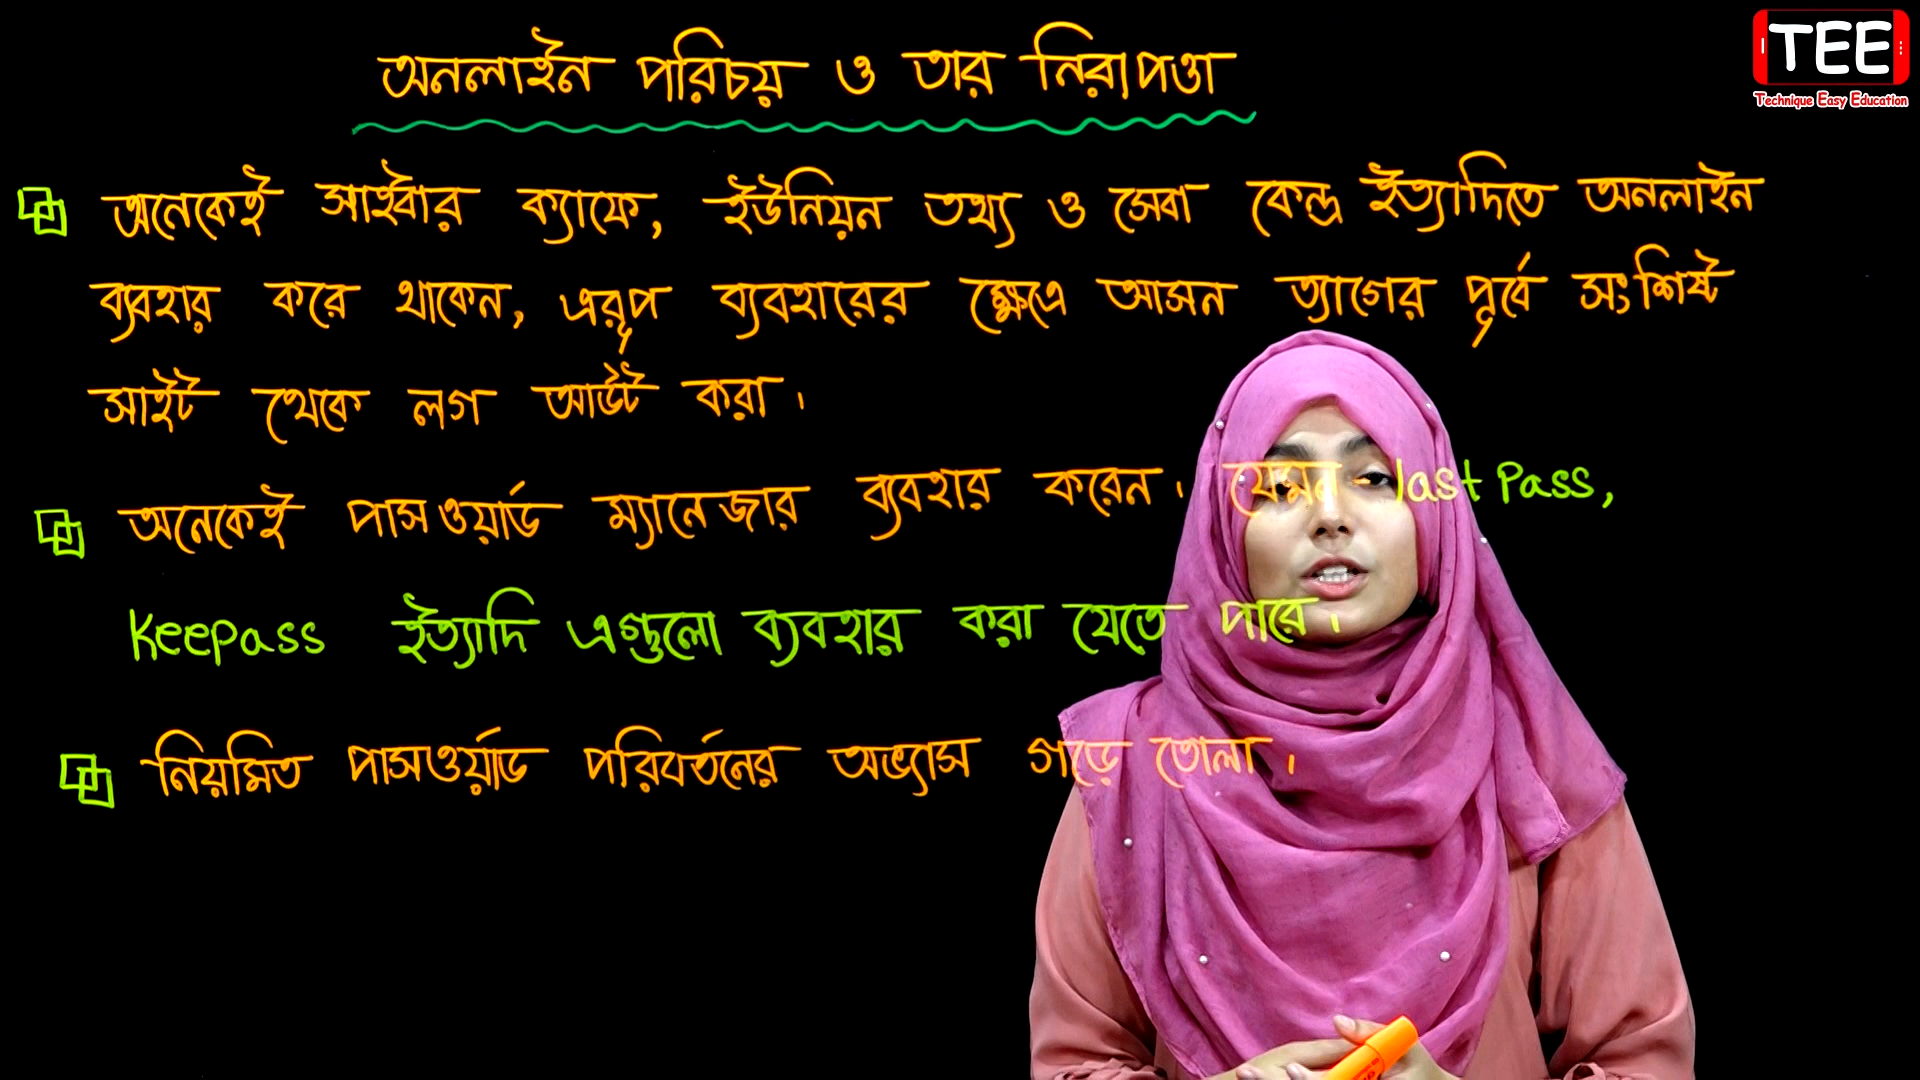 TEE
Technique Easy Education
অনলাইন পরিচয় ও তার নিরাপত্তা
অনেকেই সাইবার ক্যাফে, ইউনিয়ন তথ্য ও সেবা কেন্দ্র ইত্যাদিতে অনলাইন
ব্যবহার করে থাকেন, এরূপ ব্যবহারের ক্ষেত্রে আসন ত্যাগের পূর্বে সংশিষ্ট
সাইট থেকে লগ আউট করা।
অনেকেই পাসওয়ার্ড ম্যানেজার ব্যবহার করেন। যেমন last Pass,
KeePass ইত্যাদি এগুলো ব্যবহার করা যেতে পারে।
নিয়মিত পাসওর্য়াড পরিবর্তনের অভ্যাস গড়ে তোলা।